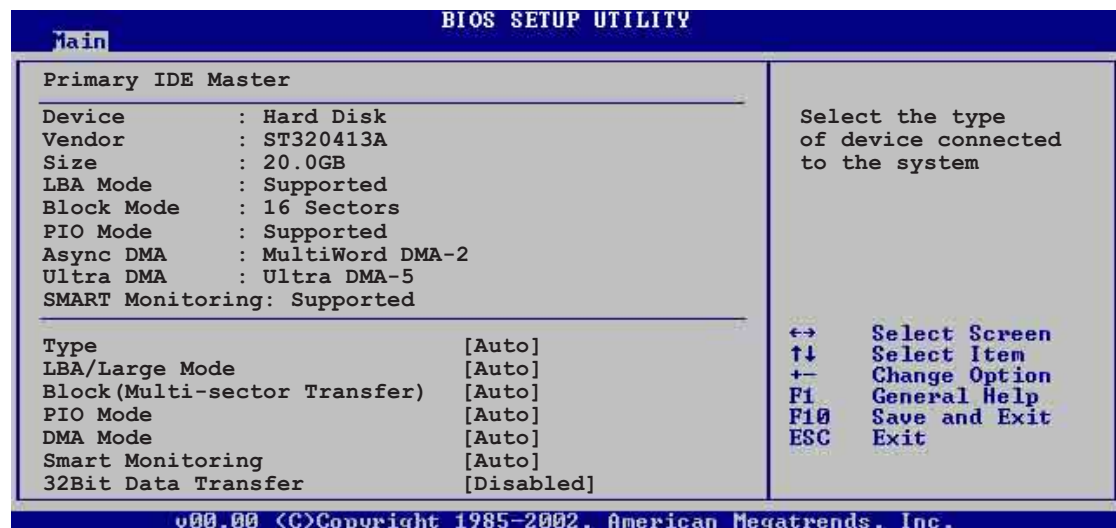 BIOS SETUP UTILITY
Main
Primary IDE Master
Device : Hard Disk
Vendor : ST320413A
Size : 20.0GB
LBA Mode : Supported
Block Mode : 16 Sectors
PIO Mode : Supported
Async DMA : MultiWord DMA-2
Ultra DMA : Ultra DMA-5
SMART Monitoring: Supported
Type [Auto]
LBA/Large Mode [Auto]
Block(Multi-sector Transfer) [Auto]
PIO Mode [Auto]
DMA Mode [Auto]
Smart Monitoring [Auto]
32Bit Data Transfer [Disabled]
Select the type
of device connected
to the system
←→ Select Screen
↑↓ Select Item
+- Change Option
F1 General Help
F10 Save and Exit
ESC Exit
v00.00 (C)Copyright 1985-2002, American Megatrends, Inc.